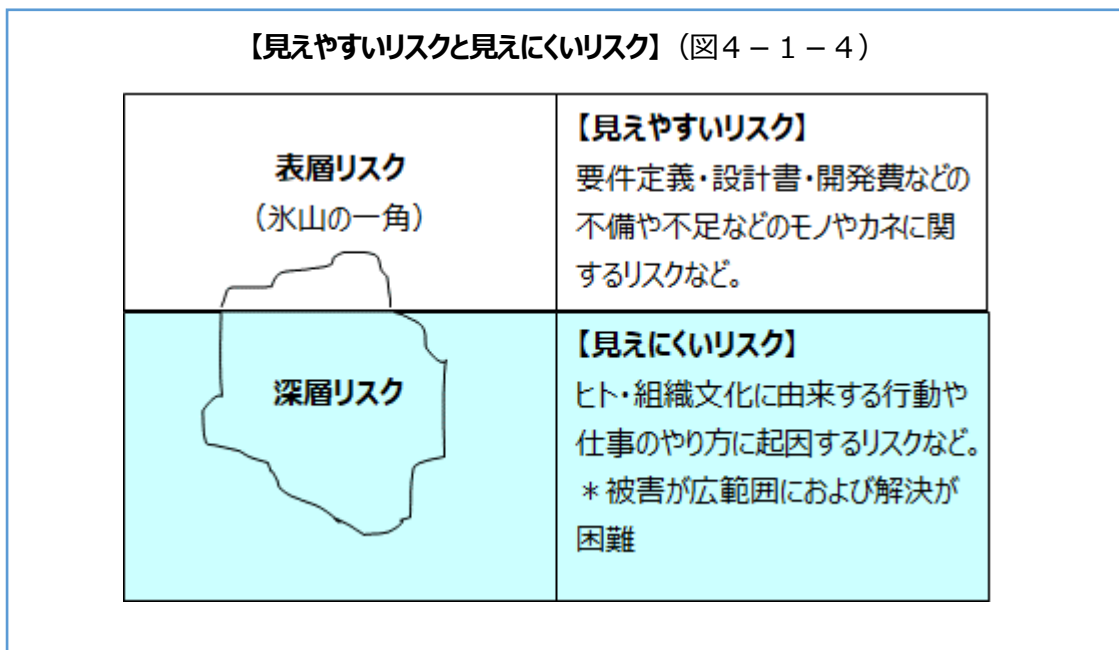 【見えやすいリスクと見えにくいリスク】（図４－１－４）
表層リスク
（氷山の一角）
【見えやすいリスク】
要件定義・設計書・開発費などの
不備や不足などのモノやカネに関
するリスクなど。
深層リスク
【見えにくいリスク】
ヒト・組織文化に由来する行動や
仕事のやり方に起因するリスクなど。
＊被害が広範囲におよび解決が
困難